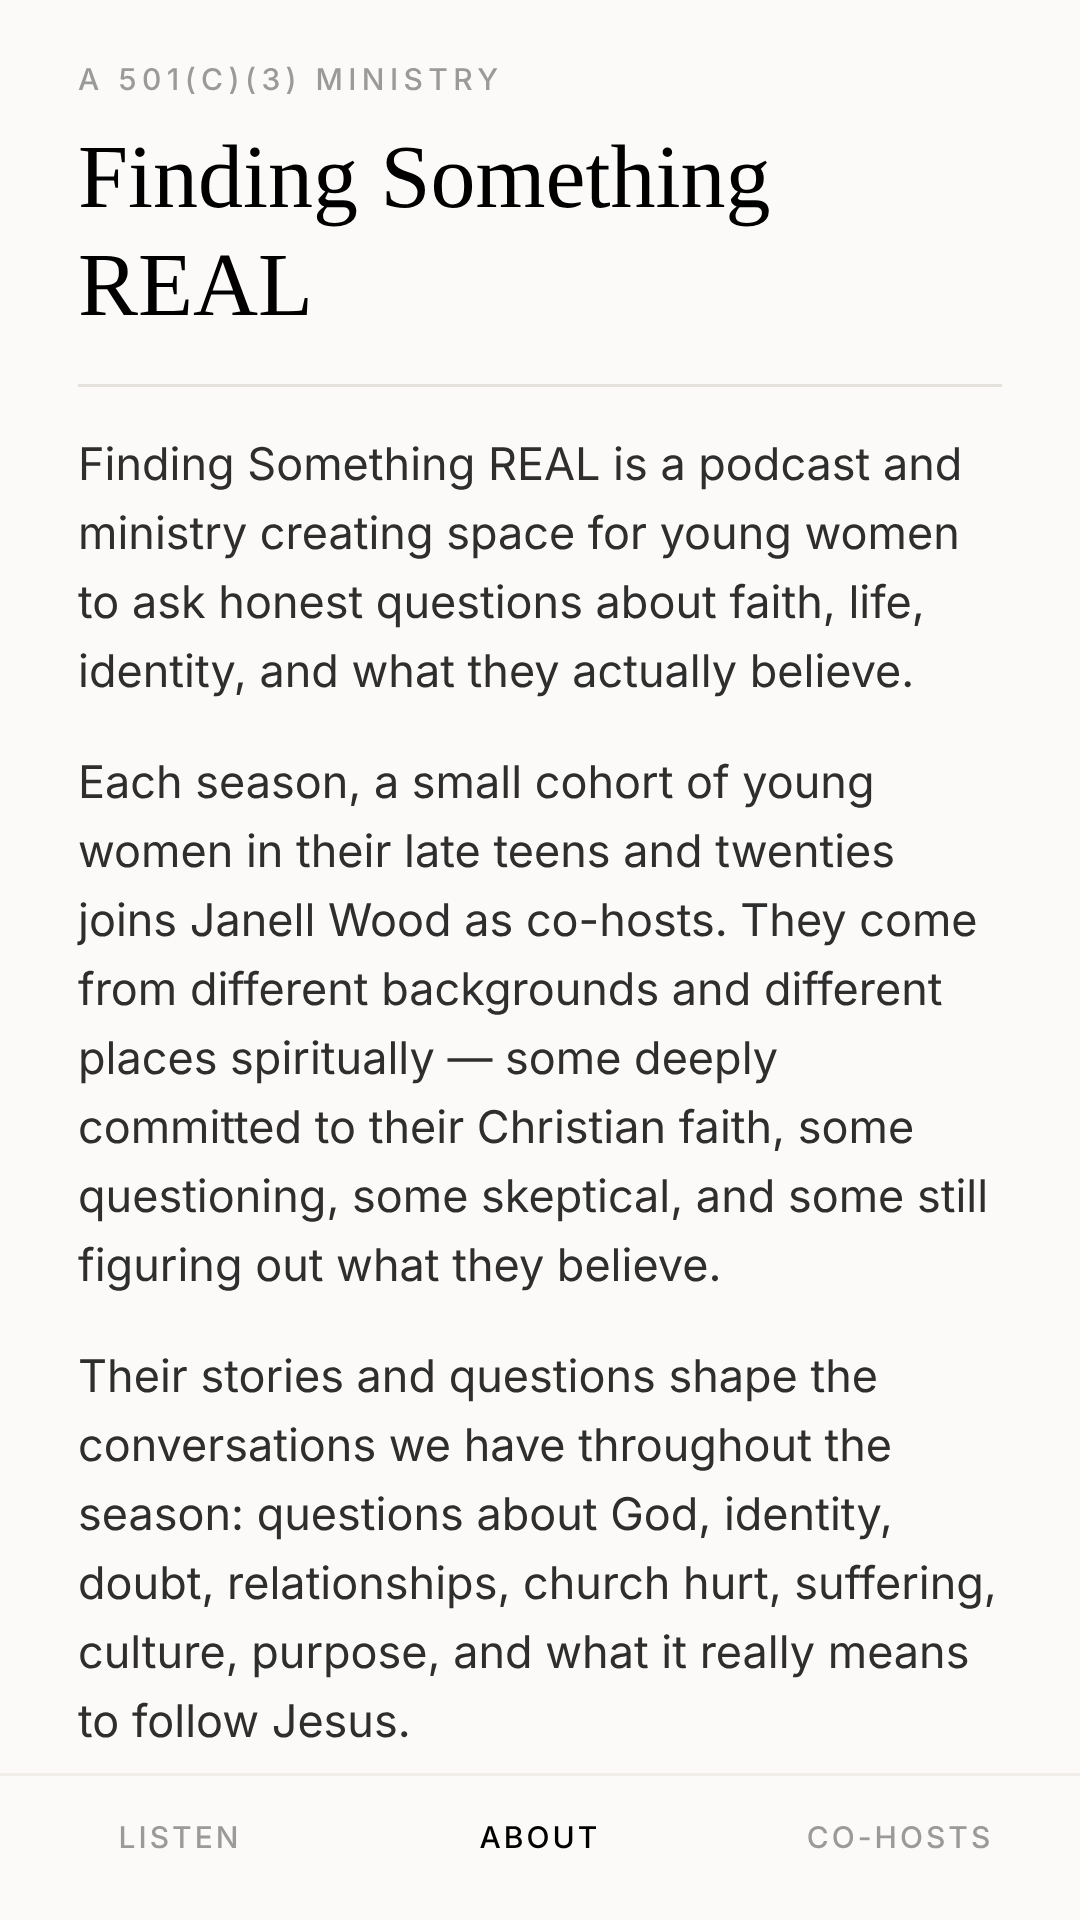 A 501(C)(3) MINISTRY
Finding Something
REAL
Finding Something REAL is a podcast and
ministry creating space for young women
to ask honest questions about faith, life,
identity, and what they actually believe.
Each season, a small cohort of young
women in their late teens and twenties
joins Janell Wood as co-hosts. They come
from different backgrounds and different
places spiritually — some deeply
committed to their Christian faith, some
questioning, some skeptical, and some still
figuring out what they believe.
Their stories and questions shape the
conversations we have throughout the
season: questions about God, identity,
doubt, relationships, church hurt, suffering,
culture, purpose, and what it really means
to follow Jesus.
LISTEN ABOUT CO-HOSTS